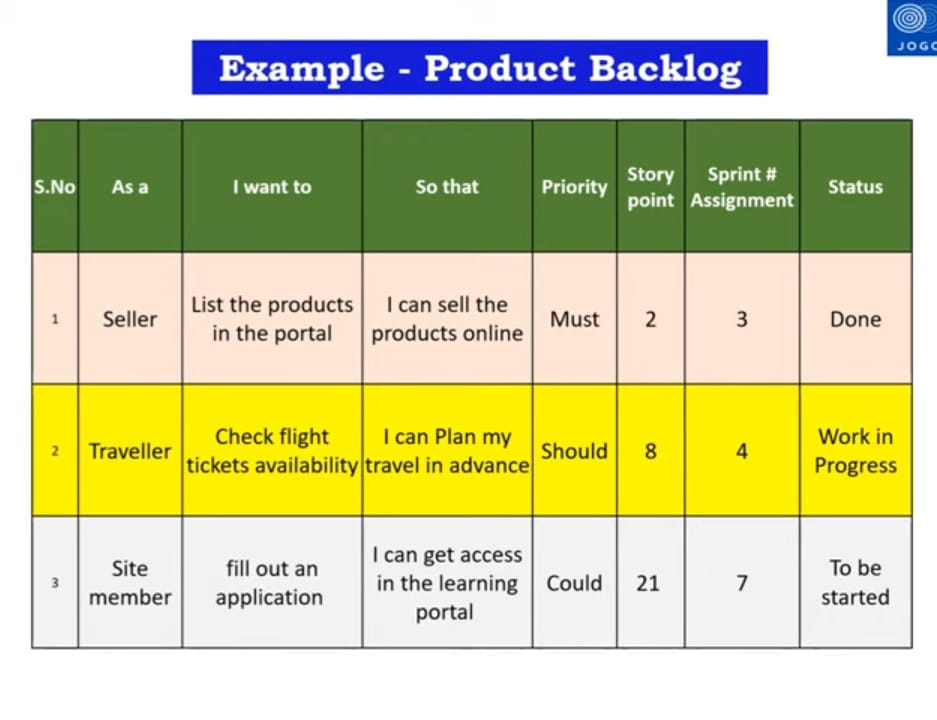 JOGO
Example - Product Backlog
S.No
As a
I want to
So that
Priority
Story
point
Sprint #
Assignment
Status
1
Seller
List the products
in the portal
I can sell the
products online
Must
2
3
Done
2
Traveller
Check flight
tickets availability
I can Plan my
travel in advance
Should
8
4
Work in
Progress
3
Site
member
fill out an
application
I can get access
in the learning
portal
Could
21
7
To be
started